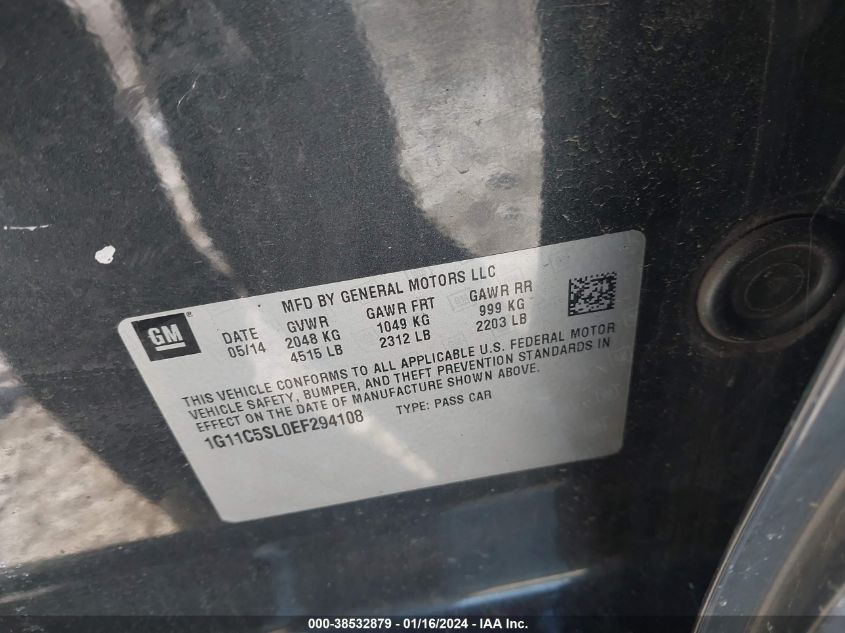 MFD BY GENERAL MOTORS LLC
GM ®
DATE GVWR GAWR FRT GAWR RR
05/14 2048 KG 1049 KG 999 KG
4515 LB 2312 LB 2203 LB
THIS VEHICLE CONFORMS TO ALL APPLICABLE U.S. FEDERAL MOTOR
VEHICLE SAFETY, BUMPER, AND THEFT PREVENTION STANDARDS IN
EFFECT ON THE DATE OF MANUFACTURE SHOWN ABOVE.
1G11C5SL0EF294108 TYPE: PASS CAR
000-38532879 - 01/16/2024 - IAA Inc.